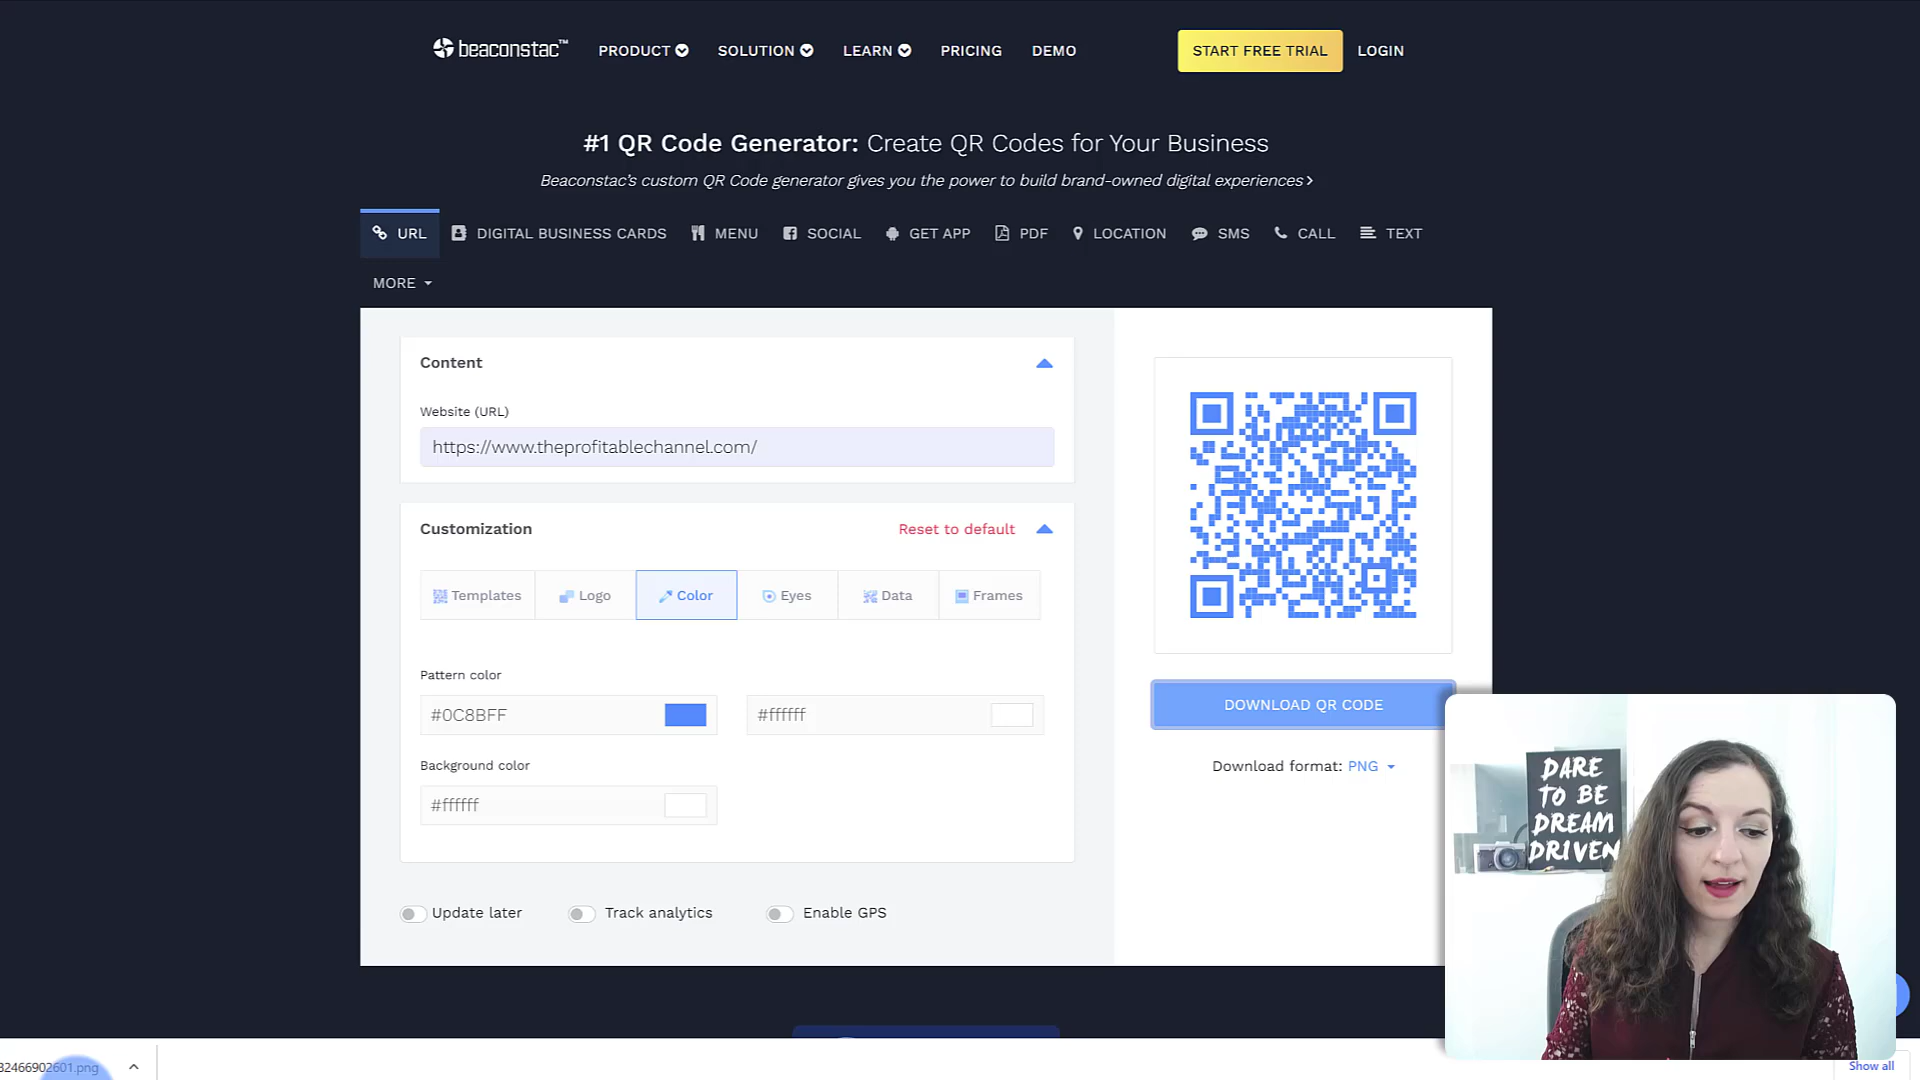 beaconstac™
PRODUCT
SOLUTION
LEARN
PRICING
DEMO
START FREE TRIAL
LOGIN
#1 QR Code Generator: Create QR Codes for Your Business
Beaconstac's custom QR Code generator gives you the power to build brand-owned digital experiences
URL
DIGITAL BUSINESS CARDS
MENU
SOCIAL
GET APP
PDF
LOCATION
SMS
CALL
TEXT
MORE
Content
Website (URL)
https://www.theprofitablechannel.com/
Customization
Reset to default
Templates
Logo
Color
Eyes
Data
Frames
Pattern color
#0C8BFF
#ffffff
Background color
#ffffff
Update later
Track analytics
Enable GPS
DOWNLOAD QR CODE
Download format: PNG
DARE
TO BE
DREAM
DRIVEN
32466902601.png
Show all